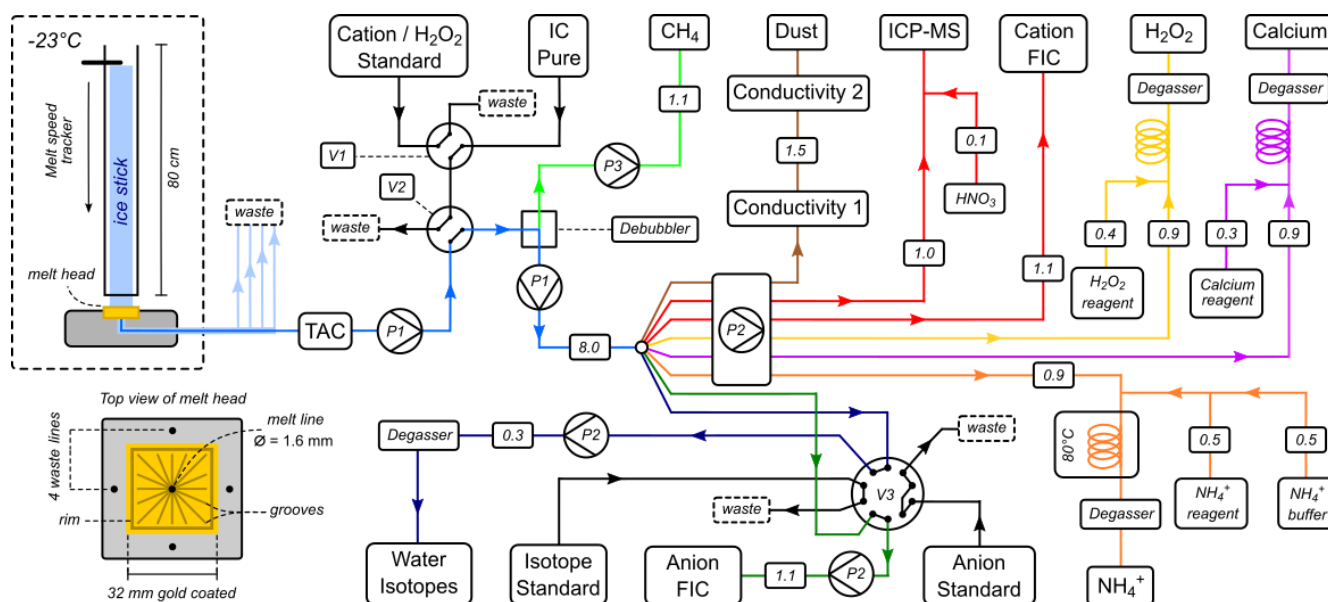 -23°C
Melt speed
tracker
ice stick
80 cm
melt head
waste
TAC
P1
Cation / H₂O₂
Standard
IC
Pure
waste
V1
V2
waste
Debubbler
P1
8.0
P3
1.1
CH₄
Dust
Conductivity 2
1.5
Conductivity 1
ICP-MS
0.1
HNO₃
1.0
Cation
FIC
1.1
H₂O₂
Degasser
0.4
0.9
H₂O₂
reagent
Calcium
Degasser
0.3
0.9
Calcium
reagent
P2
0.9
80°C
0.5
0.5
NH₄⁺
reagent
NH₄⁺
buffer
Degasser
NH₄⁺
Top view of melt head
melt line
Ø = 1.6 mm
4 waste lines
rim
grooves
32 mm gold coated
Degasser
0.3
P2
waste
V3
waste
Water
Isotopes
Isotope
Standard
Anion
FIC
1.1
P2
Anion
Standard